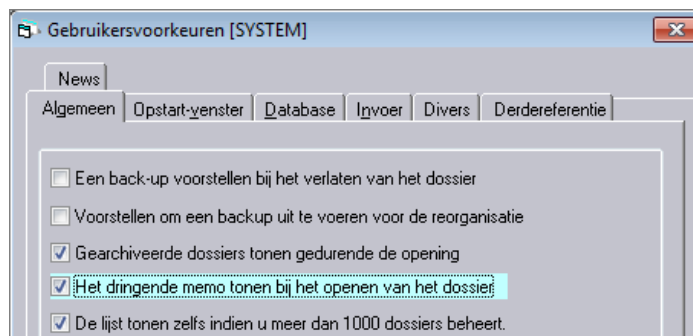 Gebruikersvoorkeuren [SYSTEM]
News
Algemeen Opstart-venster Database Invoer Divers Derdereferentie
Een back-up voorstellen bij het verlaten van het dossier
Voorstellen om een backup uit te voeren voor de reorganisatie
Gearchiveerde dossiers tonen gedurende de opening
Het dringende memo tonen bij het openen van het dossier
De lijst tonen zelfs indien u meer dan 1000 dossiers beheert.